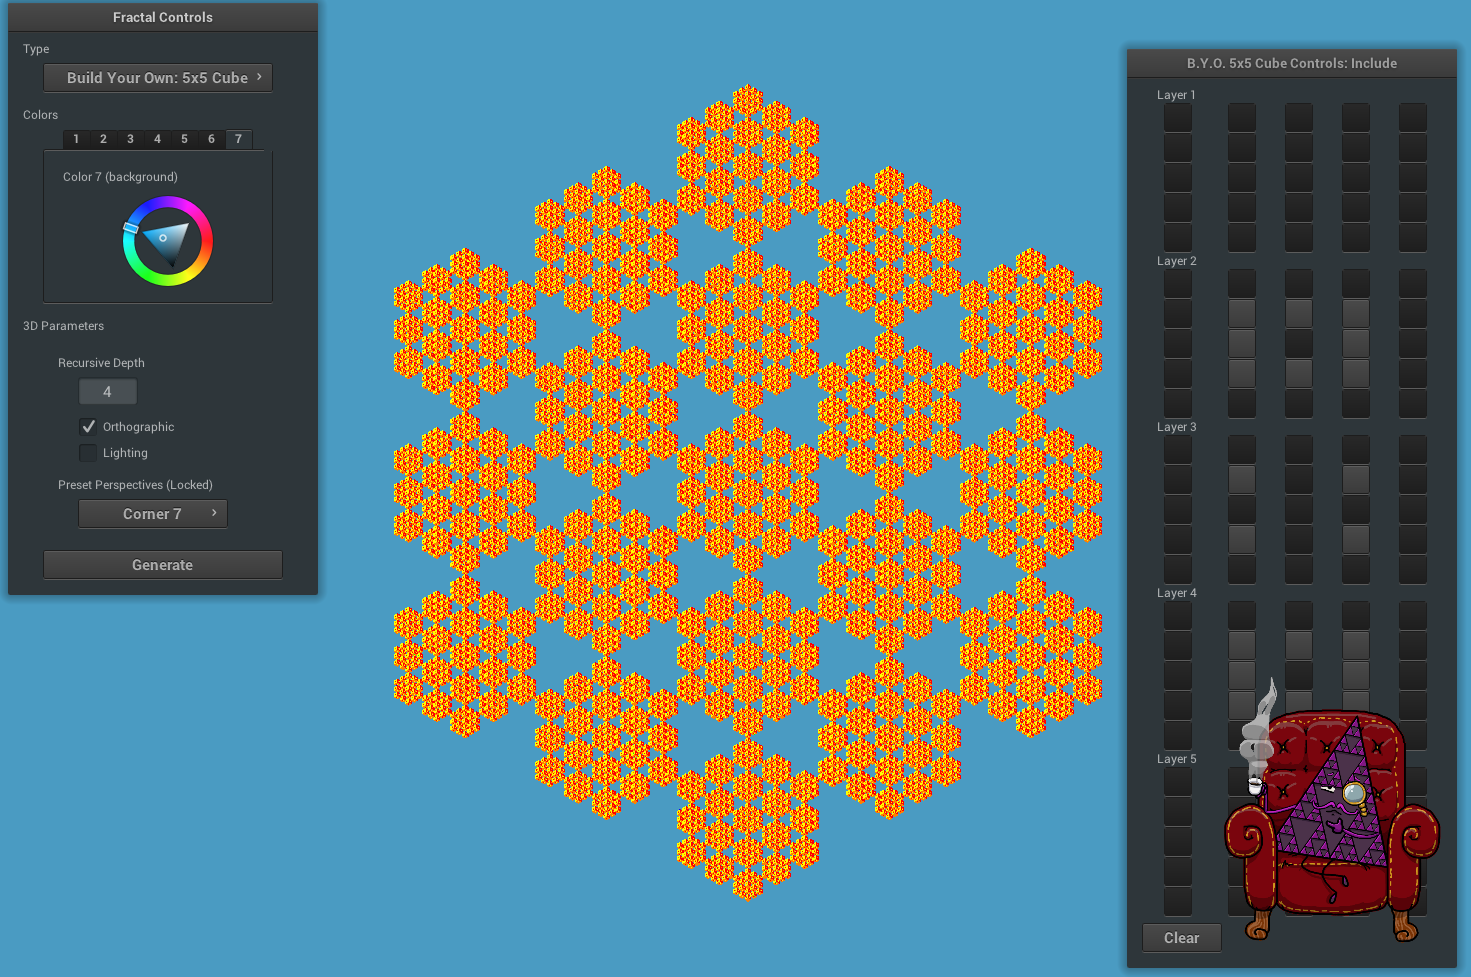 Fractal Controls
Type
Build Your Own: 5x5 Cube
Colors
1 2 3 4 5 6 7
Color 7 (background)
3D Parameters
Recursive Depth
4
Orthographic
Lighting
Preset Perspectives (Locked)
Corner 7
Generate
B.Y.O. 5x5 Cube Controls: Include
Layer 1
Layer 2
Layer 3
Layer 4
Layer 5
Clear